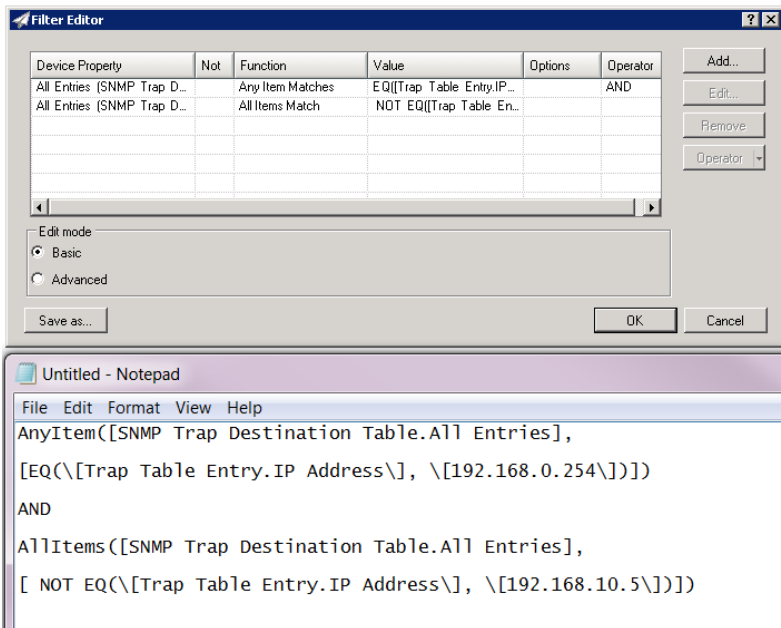 Filter Editor
Device Property Not Function Value Options Operator
All Entries (SNMP Trap D... Any Item Matches EQ([Trap Table Entry.IP... AND
All Entries (SNMP Trap D... All Items Match NOT EQ([Trap Table En...
Add...
Edit...
Remove
Operator
Edit mode
Basic
Advanced
Save as...
OK
Cancel
Untitled - Notepad
File Edit Format View Help
AnyItem([SNMP Trap Destination Table.All Entries],
[EQ(\[Trap Table Entry.IP Address\], \[192.168.0.254\])])
AND
AllItems([SNMP Trap Destination Table.All Entries],
[ NOT EQ(\[Trap Table Entry.IP Address\], \[192.168.10.5\])])